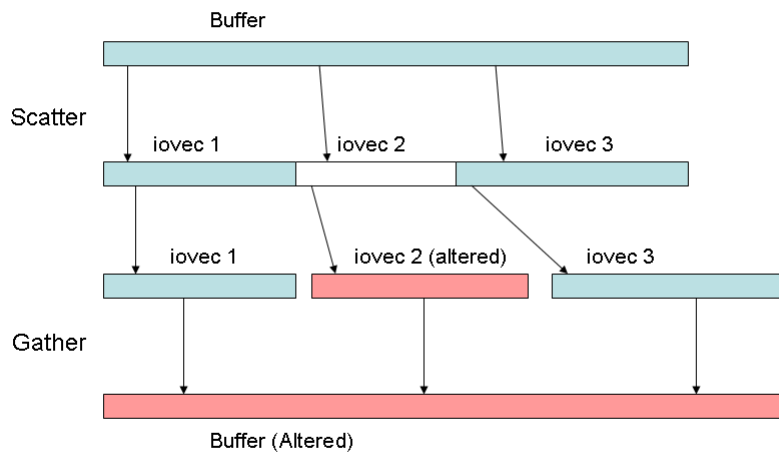 Buffer
Scatter
iovec 1
iovec 2
iovec 3
iovec 1
iovec 2 (altered)
iovec 3
Gather
Buffer (Altered)